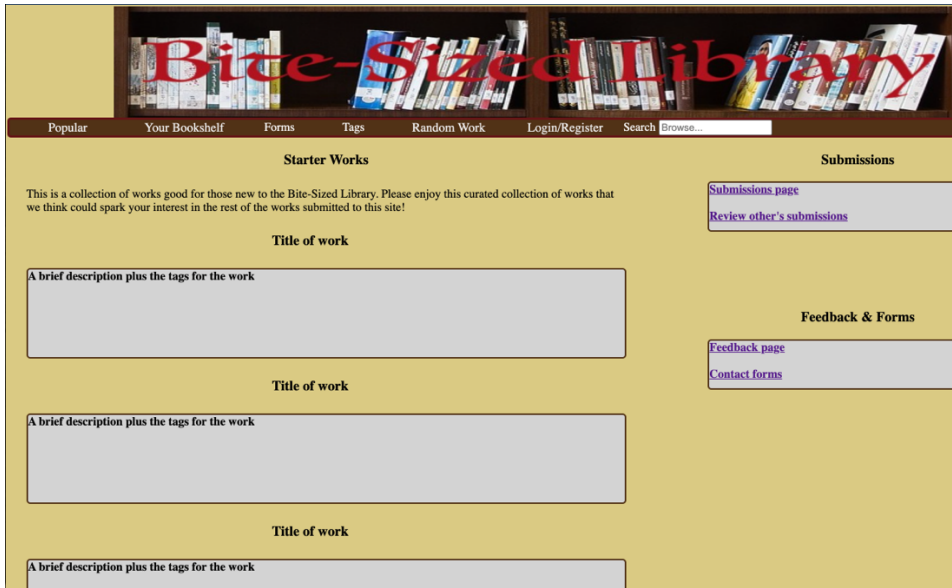 Bite-Sized Library
Popular Your Bookshelf Forms Tags Random Work Login/Register Search Browse...
Starter Works
This is a collection of works good for those new to the Bite-Sized Library. Please enjoy this curated collection of works that
we think could spark your interest in the rest of the works submitted to this site!
Title of work
A brief description plus the tags for the work
Title of work
A brief description plus the tags for the work
Title of work
A brief description plus the tags for the work
Submissions
Submissions page
Review other's submissions
Feedback & Forms
Feedback page
Contact forms